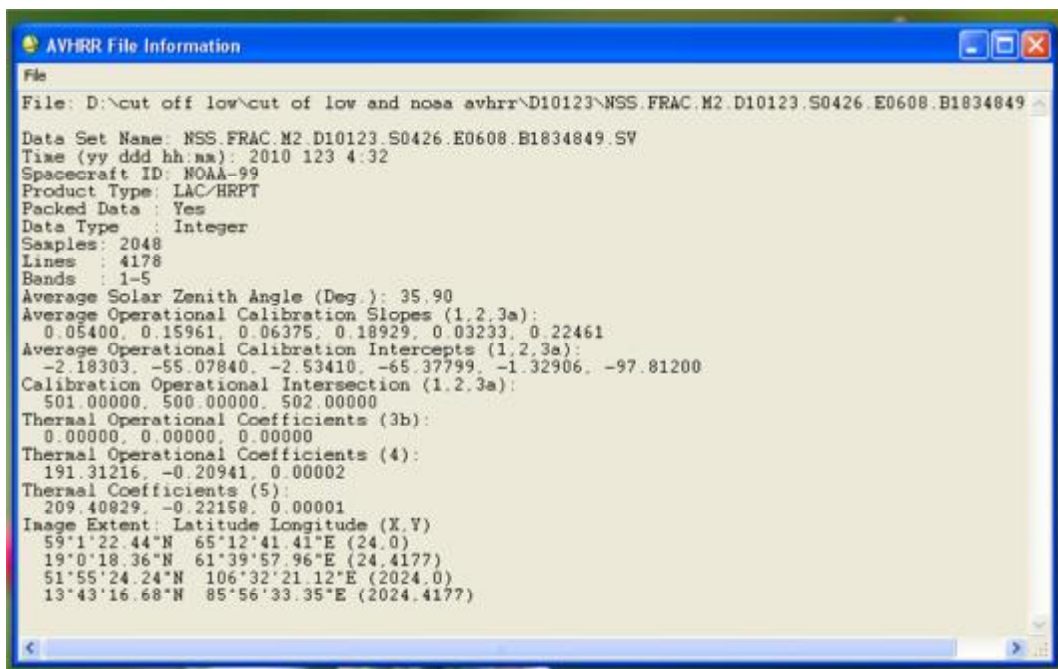 AVHRR File Information
File
File: D:\cut off low\cut of low and noaa avhrr\D10123\NSS.FRAC.M2.D10123.S0426.E0608.B1834849
Data Set Name: NSS.FRAC.M2.D10123.S0426.E0608.B1834849.SV
Time (yy ddd hh:mm): 2010 123 4:32
Spacecraft ID: NOAA-99
Product Type: LAC/HRPT
Packed Data : Yes
Data Type : Integer
Samples: 2048
Lines : 4178
Bands : 1-5
Average Solar Zenith Angle (Deg.): 35.90
Average Operational Calibration Slopes (1,2,3a):
0.05400, 0.15961, 0.06375, 0.18929, 0.03233, 0.22461
Average Operational Calibration Intercepts (1,2,3a):
-2.18303, -55.07840, -2.53410, -65.37799, -1.32906, -97.81200
Calibration Operational Intersection (1,2,3a):
501.00000, 500.00000, 502.00000
Thermal Operational Coefficients (3b):
0.00000, 0.00000, 0.00000
Thermal Operational Coefficients (4):
191.31216, -0.20941, 0.00002
Thermal Coefficients (5):
209.40829, -0.22158, 0.00001
Image Extent: Latitude Longitude (X,Y)
59°1'22.44"N 65°12'41.41"E (24,0)
19°0'18.36"N 61°39'57.96"E (24,4177)
51°55'24.24"N 106°32'21.12"E (2024,0)
13°43'16.68"N 85°56'33.35"E (2024,4177)